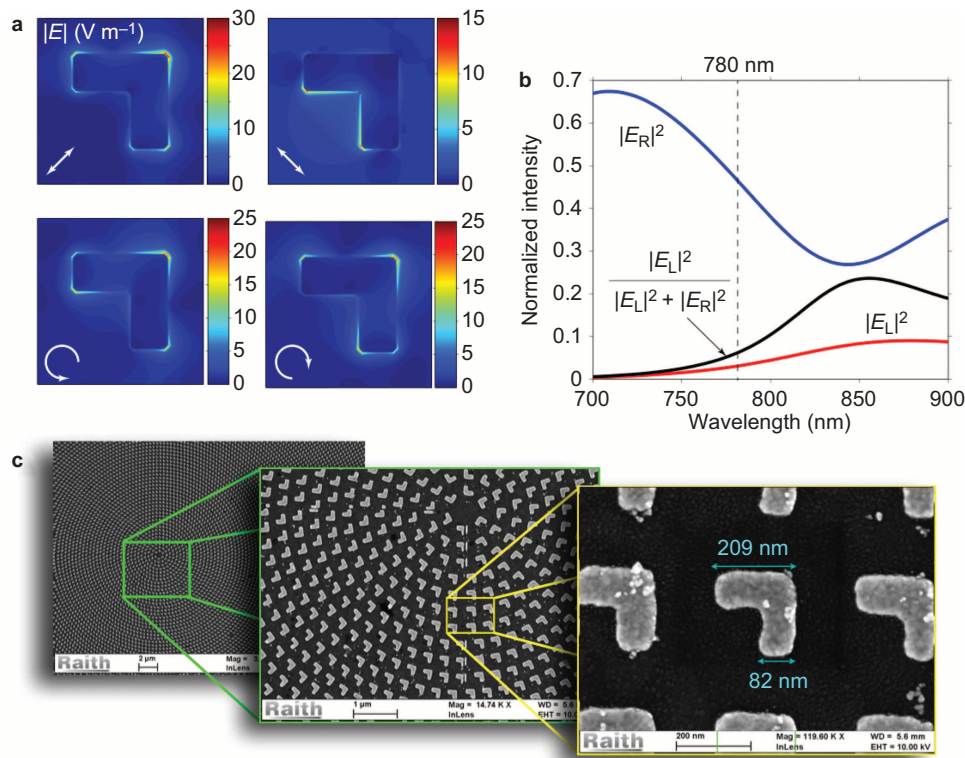 a
|E| (V m⁻¹)
30
20
10
0
15
10
5
0
25
20
15
10
5
0
25
20
15
10
5
0
b
780 nm
0.7
0.6
0.5
0.4
0.3
0.2
0.1
0
Normalized intensity
|E_R|²
|E_L|²
|E_L|² + |E_R|²
|E_L|²
700
750
800
850
900
Wavelength (nm)
c
Raith
2 µm
Mag = 3.
InLens
Raith
1 µm
Mag = 14.74 K X
InLens
WD = 5.6
EHT = 10.0
209 nm
82 nm
Raith
200 nm
Mag = 119.60 K X
InLens
WD = 5.6 mm
EHT = 10.00 kV